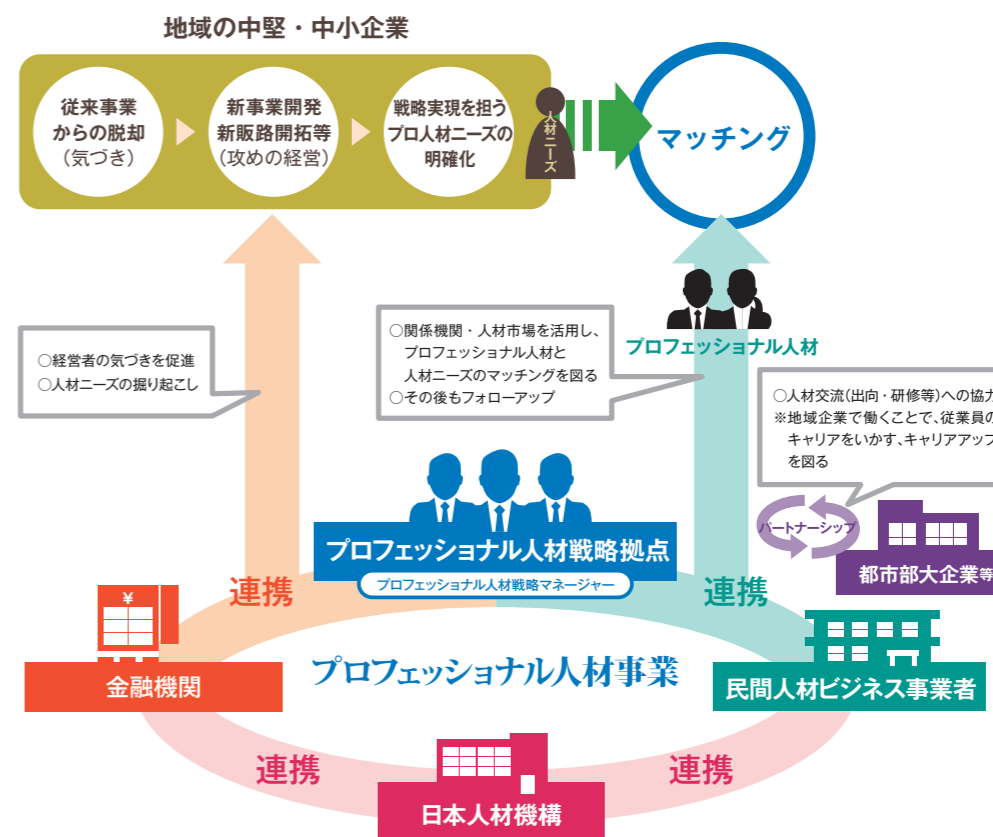 地域の中堅・中小企業
従来事業
からの脱却
（気づき）
新事業開発
新販路開拓等
（攻めの経営）
戦略実現を担う
プロ人材ニーズの
明確化
人材ニーズ
マッチング
○経営者の気づきを促進
○人材ニーズの掘り起こし
○関係機関・人材市場を活用し、
プロフェッショナル人材と
人材ニーズのマッチングを図る
○その後もフォローアップ
プロフェッショナル人材
○人材交流(出向・研修等)への協力
※地域企業で働くことで、従業員の
キャリアをいかす、キャリアアップ
を図る
パートナーシップ
都市部大企業等
プロフェッショナル人材戦略拠点
プロフェッショナル人材戦略マネージャー
連携
連携
¥
金融機関
プロフェッショナル人材事業
民間人材ビジネス事業者
連携
連携
日本人材機構